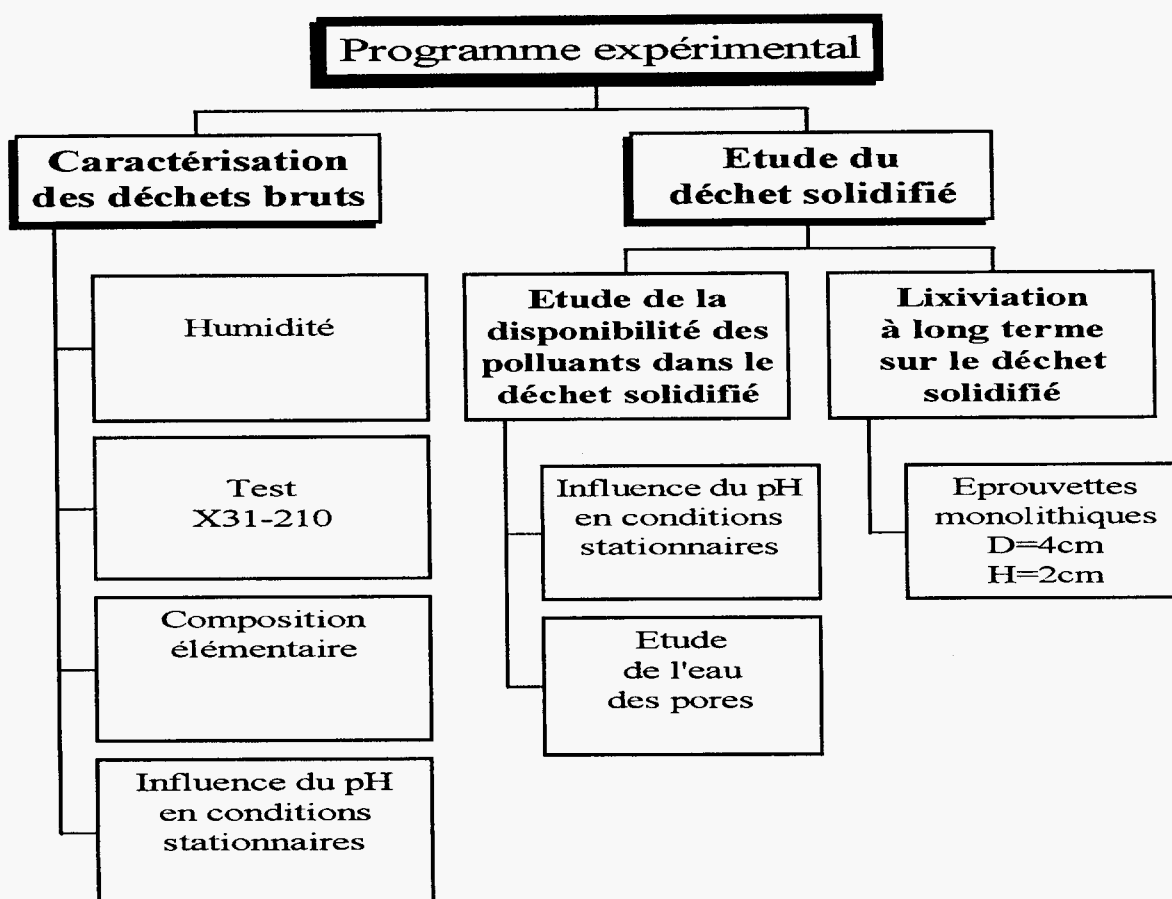 Programme expérimental
Caractérisation
des déchets bruts
Humidité
Test
X31-210
Composition
élémentaire
Influence du pH
en conditions
stationnaires
Etude du
déchet solidifié
Etude de la
disponibilité des
polluants dans le
déchet solidifié
Influence du pH
en conditions
stationnaires
Etude
de l'eau
des pores
Lixiviation
à long terme
sur le déchet
solidifié
Eprouvettes
monolithiques
D=4cm
H=2cm